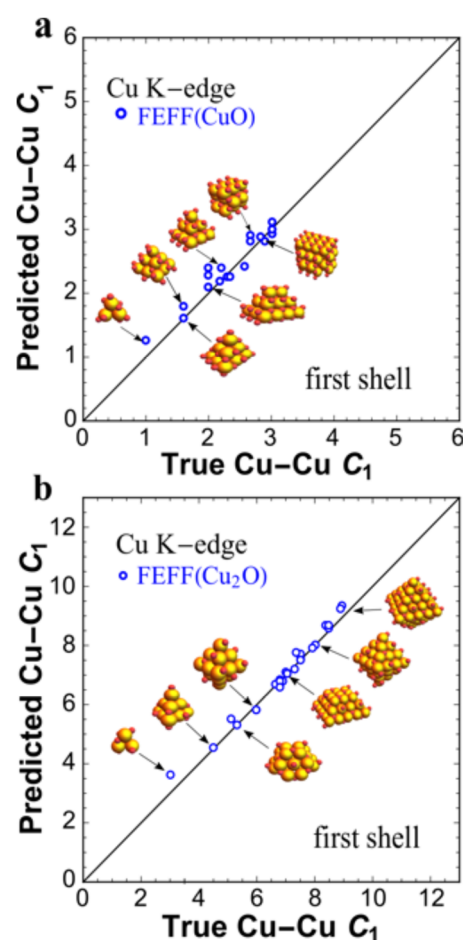 a
6
5
4
3
2
1
0
Predicted Cu–Cu C₁
Cu K–edge
FEFF(CuO)
first shell
0 1 2 3 4 5 6
True Cu–Cu C₁
b
12
10
8
6
4
2
0
Predicted Cu–Cu C₁
Cu K–edge
FEFF(Cu₂O)
first shell
0 2 4 6 8 10 12
True Cu–Cu C₁